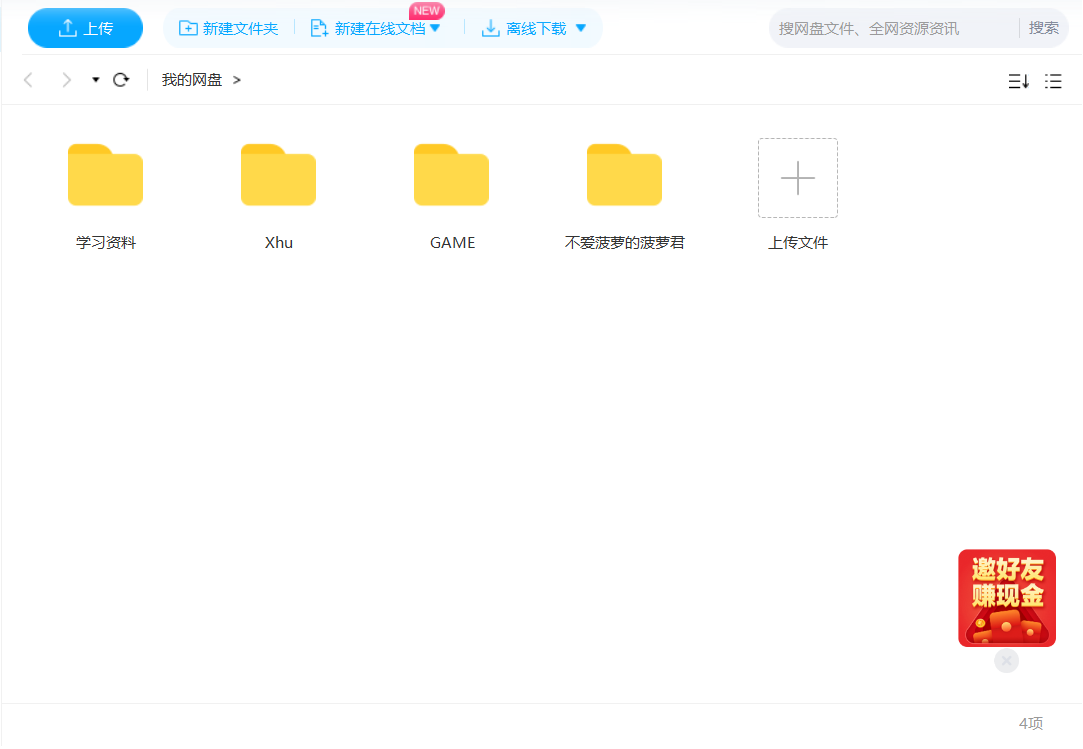 上传
新建文件夹
新建在线文档
NEW
离线下载
搜网盘文件、全网资源资讯
搜索
我的网盘 >
学习资料
Xhu
GAME
不爱菠萝的菠萝君
上传文件
邀好友
赚现金
4项